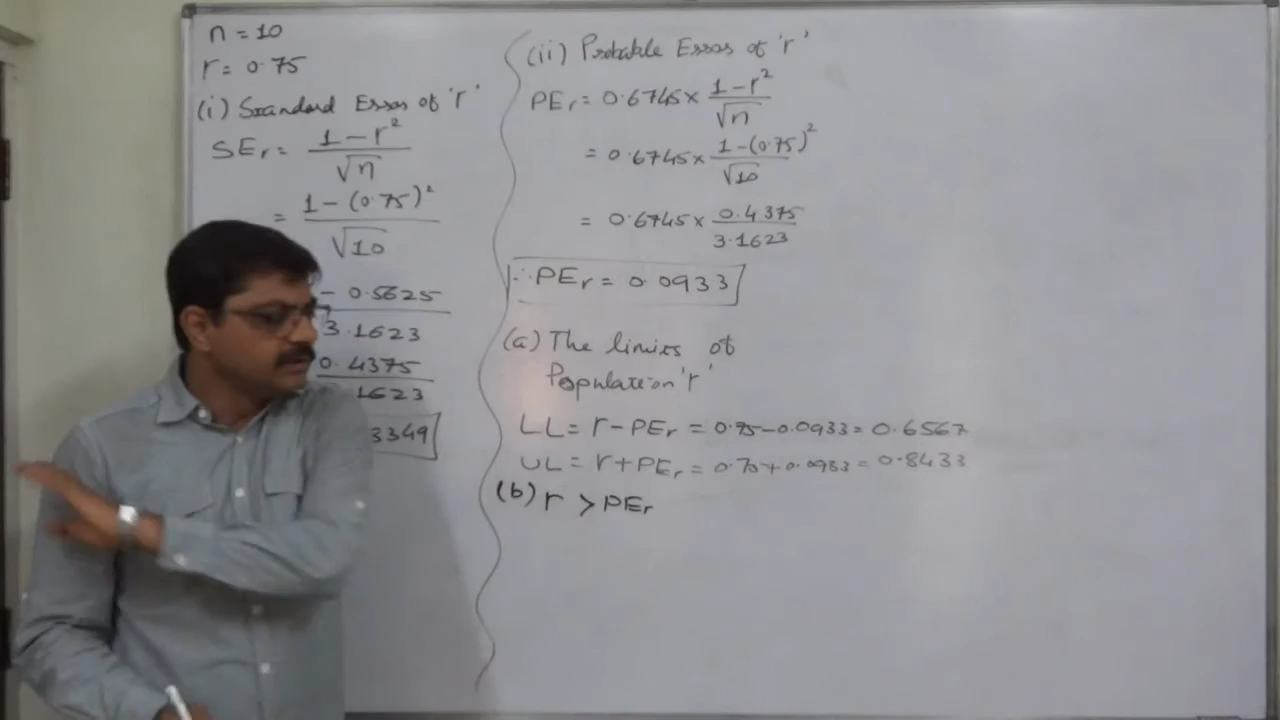 n = 10
r = 0.75
(i) Standard Error of 'r'
SEr = 1 - r² / √n
= 1 - (0.75)² / √10
- 0.5625 / 3.1623
0.4375 / 1623
3349
(ii) Probable Error of 'r'
PEr = 0.6745 × 1 - r² / √n
= 0.6745 × 1 - (0.75)² / √10
= 0.6745 × 0.4375 / 3.1623
∴ PEr = 0.0933
(a) The limits of
Population 'r'
LL = r - PEr = 0.75 - 0.0933 = 0.6567
UL = r + PEr = 0.75 + 0.0933 = 0.8433
(b) r > PEr